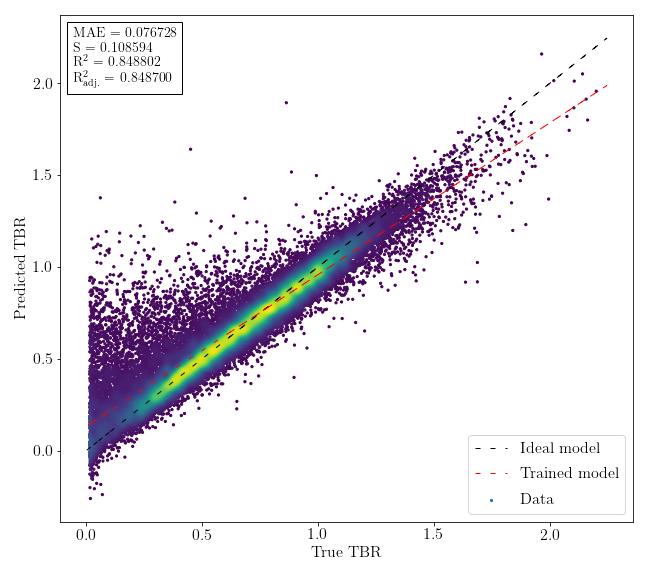 MAE = 0.076728
S = 0.108594
R² = 0.848802
R²adj. = 0.848700
2.0
1.5
1.0
0.5
0.0
Predicted TBR
Ideal model
Trained model
Data
0.0 0.5 1.0 1.5 2.0
True TBR